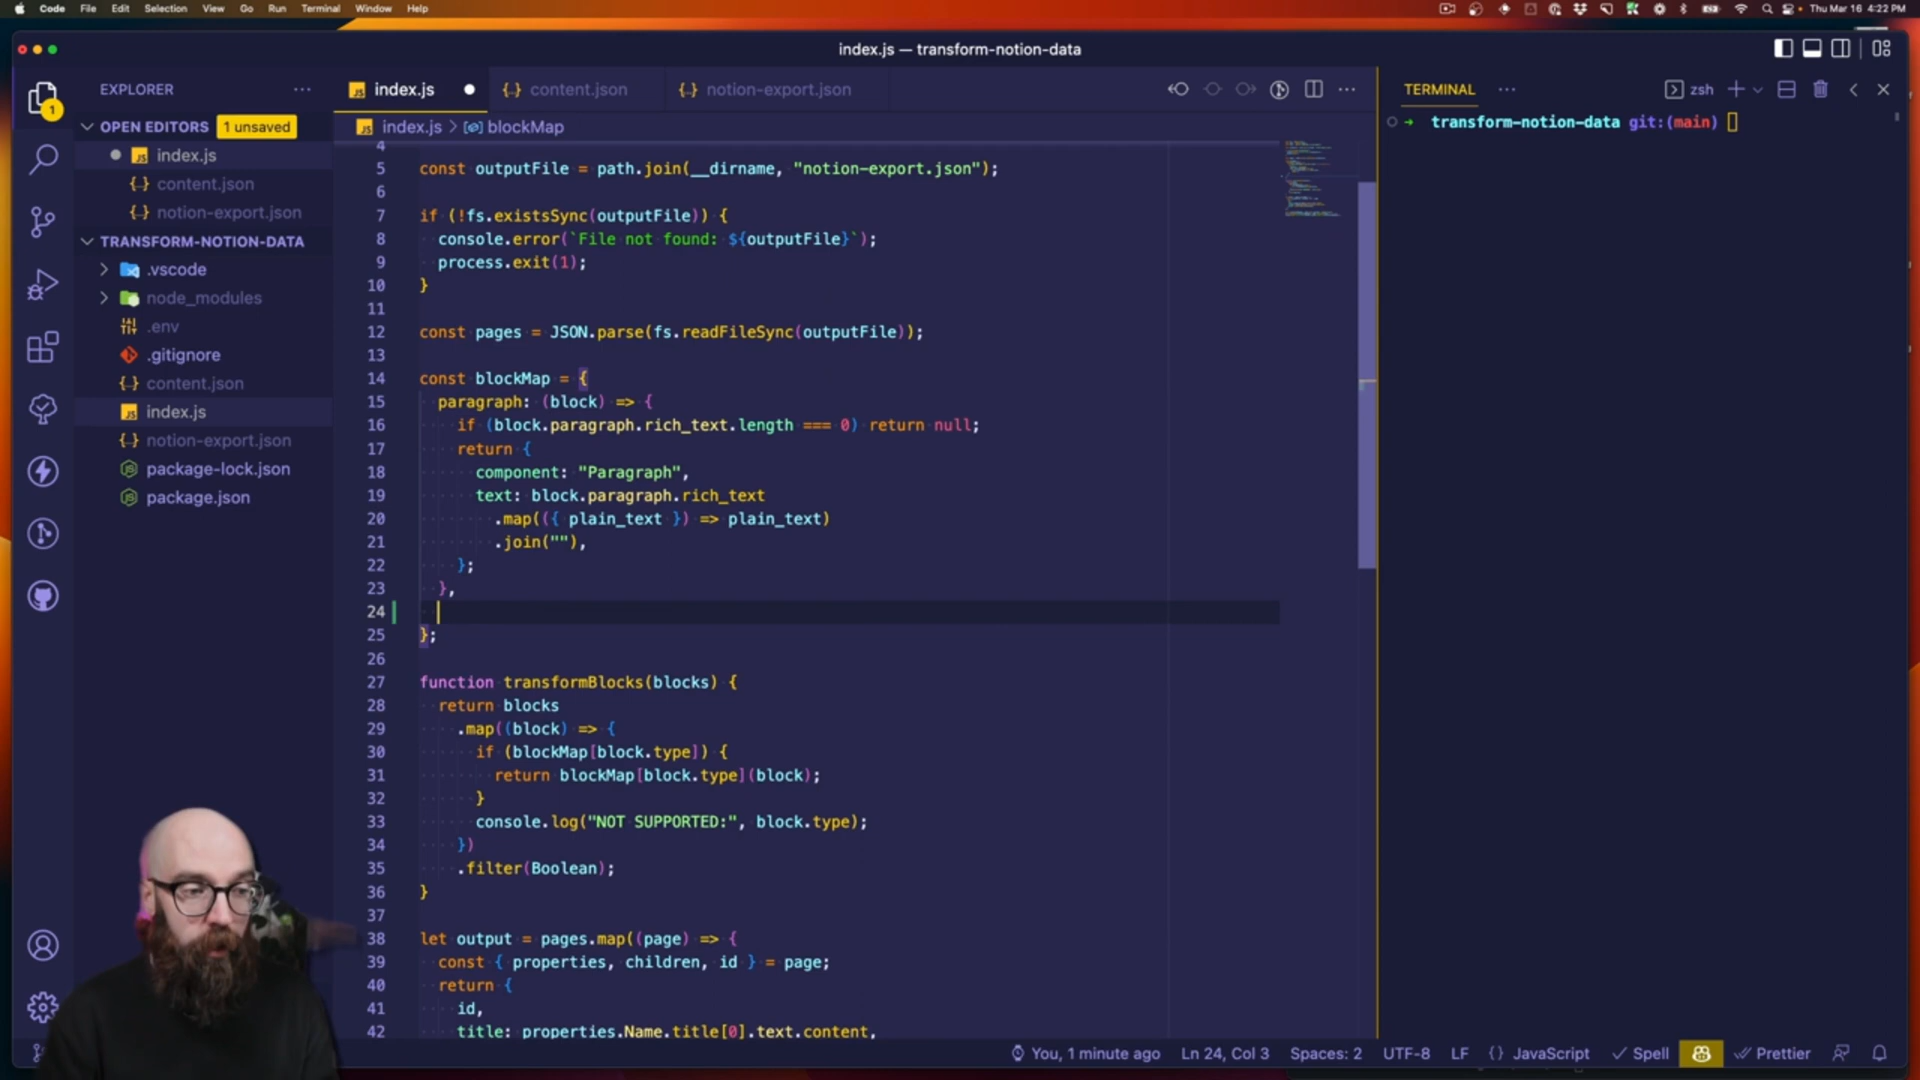 Code File Edit Selection View Go Run Terminal Window Help
Thu Mar 16 4:22 PM
index.js — transform-notion-data
EXPLORER
OPEN EDITORS 1 unsaved
index.js
content.json
notion-export.json
TRANSFORM-NOTION-DATA
.vscode
node_modules
.env
.gitignore
content.json
index.js
notion-export.json
package-lock.json
package.json
1
index.js content.json notion-export.json
index.js > blockMap
4
5 const outputFile = path.join(__dirname, "notion-export.json");
6
7 if (!fs.existsSync(outputFile)) {
8 console.error(`File not found: ${outputFile}`);
9 process.exit(1);
10 }
11
12 const pages = JSON.parse(fs.readFileSync(outputFile));
13
14 const blockMap = {
15 paragraph: (block) => {
16 if (block.paragraph.rich_text.length === 0) return null;
17 return {
18 component: "Paragraph",
19 text: block.paragraph.rich_text
20 .map(({ plain_text }) => plain_text)
21 .join(""),
22 };
23 },
24
25 };
26
27 function transformBlocks(blocks) {
28 return blocks
29 .map((block) => {
30 if (blockMap[block.type]) {
31 return blockMap[block.type](block);
32 }
33 console.log("NOT SUPPORTED:", block.type);
34 })
35 .filter(Boolean);
36 }
37
38 let output = pages.map((page) => {
39 const { properties, children, id } = page;
40 return {
41 id,
42 title: properties.Name.title[0].text.content,
TERMINAL
zsh
transform-notion-data git:(main)
You, 1 minute ago Ln 24, Col 3 Spaces: 2 UTF-8 LF {} JavaScript Spell Prettier